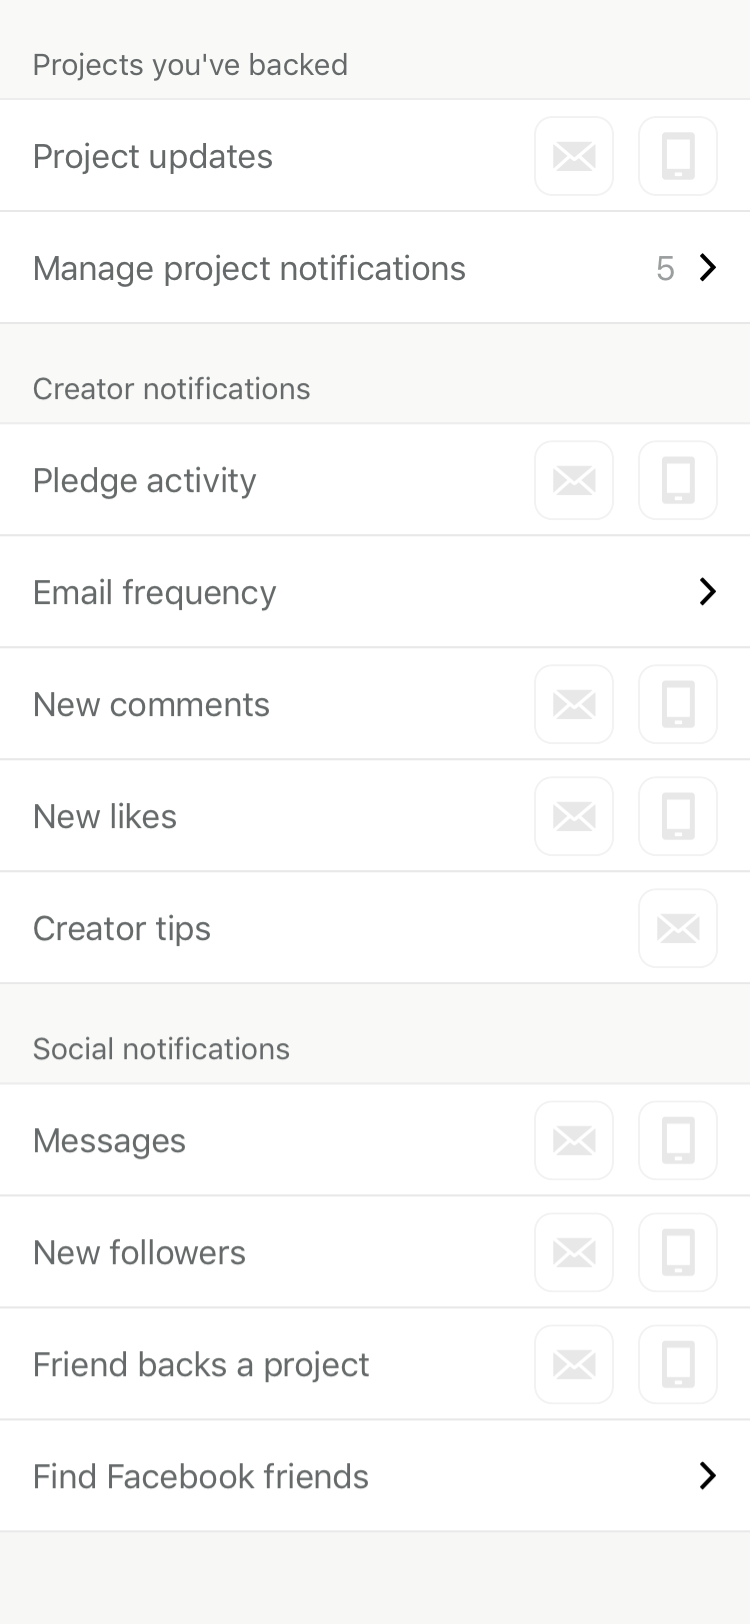 Projects you've backed
Project updates
Manage project notifications 5
Creator notifications
Pledge activity
Email frequency
New comments
New likes
Creator tips
Social notifications
Messages
New followers
Friend backs a project
Find Facebook friends